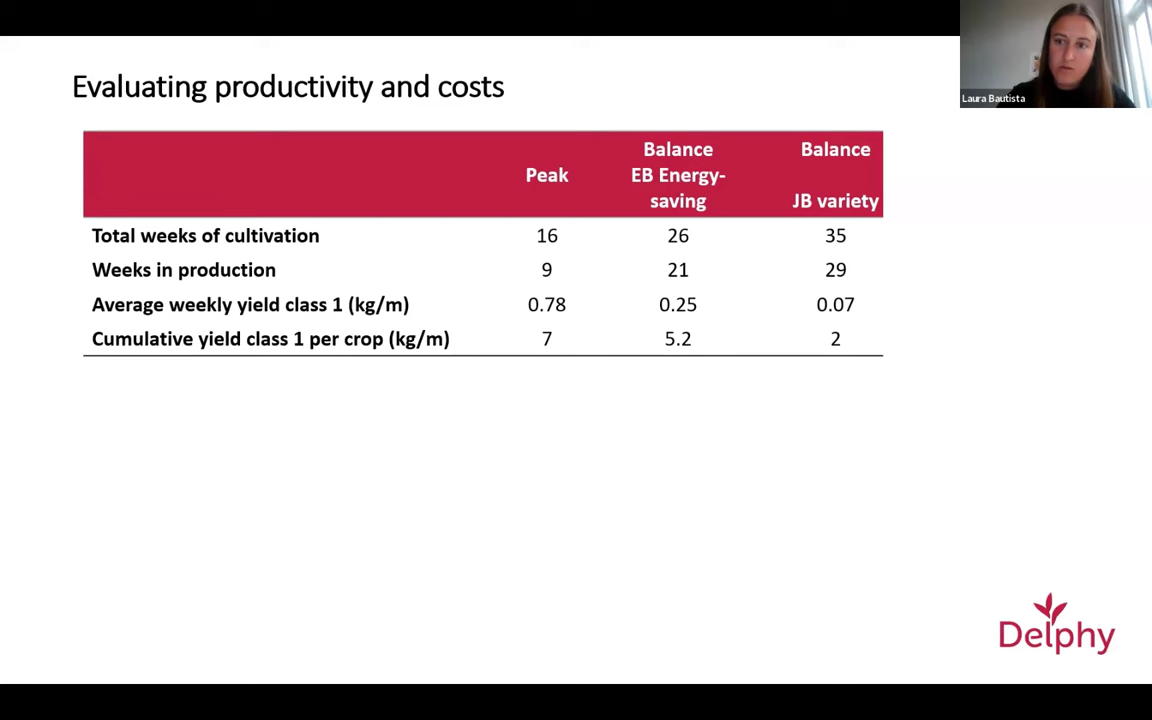 Evaluating productivity and costs
Laura Bautista
Peak
Balance EB Energy-saving
Balance JB variety
Total weeks of cultivation 16 26 35
Weeks in production 9 21 29
Average weekly yield class 1 (kg/m) 0.78 0.25 0.07
Cumulative yield class 1 per crop (kg/m) 7 5.2 2
Delphy